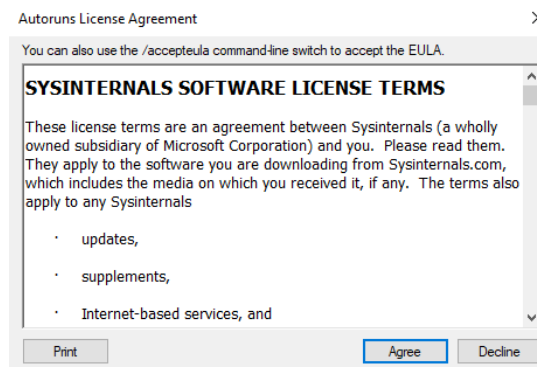 Autoruns License Agreement
You can also use the /accepteula command-line switch to accept the EULA.
SYSINTERNALS SOFTWARE LICENSE TERMS
These license terms are an agreement between Sysinternals (a wholly
owned subsidiary of Microsoft Corporation) and you.  Please read them.
They apply to the software you are downloading from Sysinternals.com,
which includes the media on which you received it, if any.  The terms also
apply to any Sysinternals
· updates,
· supplements,
· Internet-based services, and
Print Agree Decline